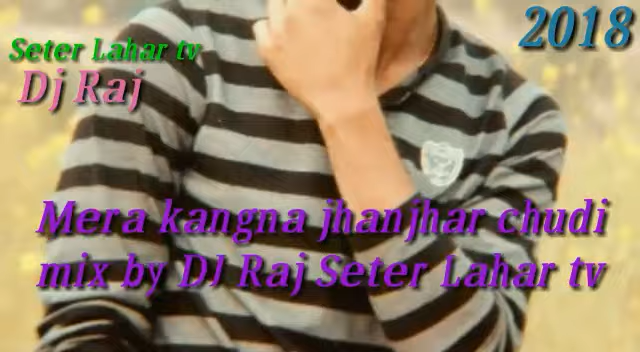 2018
Seter Lahar tv
Dj Raj
Mera kangna jhanjhar chudi
mix by DJ Raj Seter Lahar tv